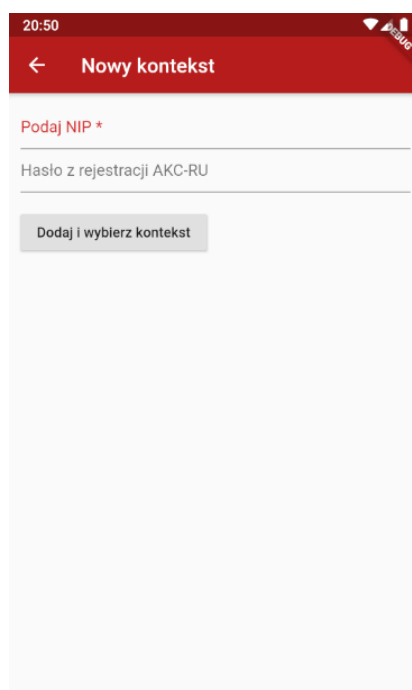 20:50
DEBUG
Nowy kontekst
Podaj NIP *
Hasło z rejestracji AKC-RU
Dodaj i wybierz kontekst